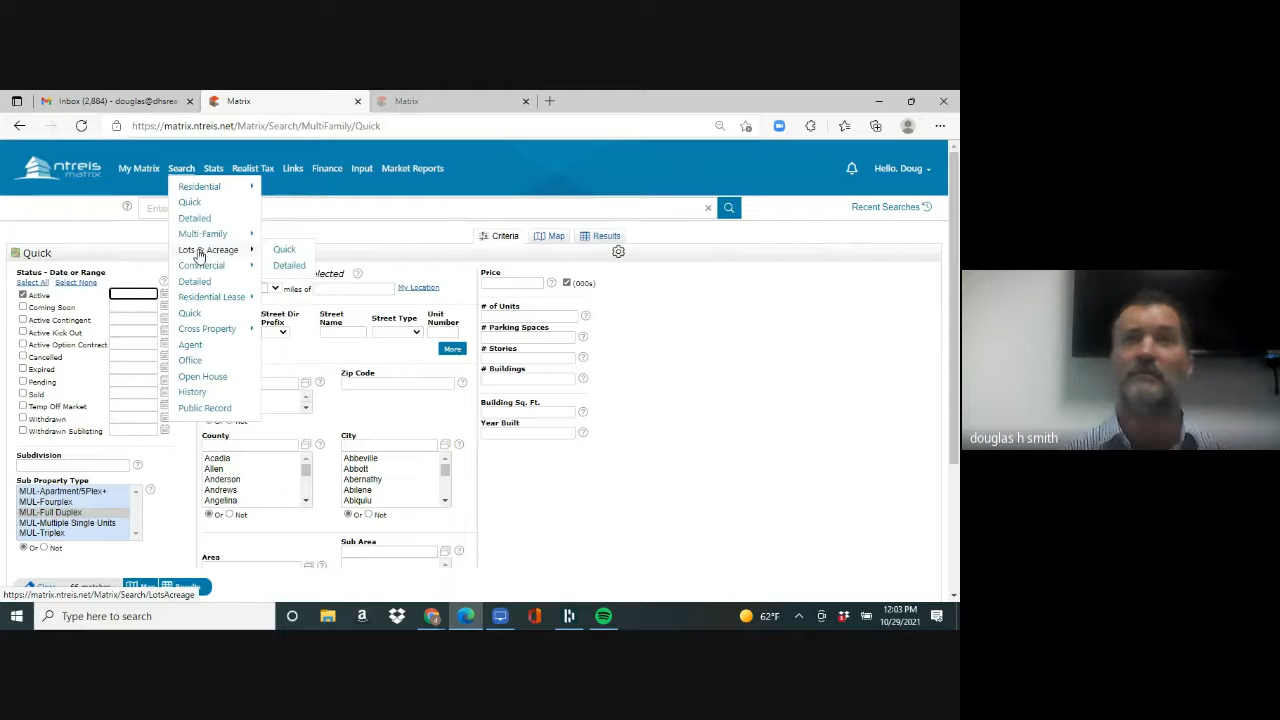 Inbox (2,884) - douglas@dhsrea
Matrix
Matrix
https://matrix.ntreis.net/Matrix/Search/MultiFamily/Quick
ntreis
matrix
My Matrix Search Stats Realist Tax Links Finance Input Market Reports
Hello, Doug
Residential
Quick
Detailed
Multi-Family
Lots & Acreage
Commercial
Detailed
Residential Lease
Quick
Cross Property
Agent
Office
Open House
History
Public Record
Quick
Detailed
Ente
Recent Searches
Criteria Map Results
Quick
Status - Date or Range
Select All Select None
Active
Coming Soon
Active Contingent
Active Kick Out
Active Option Contract
Cancelled
Expired
Pending
Sold
Temp Off Market
Withdrawn
Withdrawn Sublisting
Subdivision
Sub Property Type
MUL-Apartment/5Plex+
MUL-Fourplex
MUL-Full Duplex
MUL-Multiple Single Units
MUL-Triplex
Or Not
selected
miles of
My Location
Street Dir Prefix
Street Name
Street Type
Unit Number
More
Zip Code
County
Acadia
Allen
Anderson
Andrews
Angelina
Or Not
City
Abbeville
Abbott
Abernathy
Abilene
Abiquiu
Or Not
Area
Sub Area
Price
(000s)
# of Units
# Parking Spaces
# Stories
# Buildings
Building Sq. Ft.
Year Built
Clear 66 matches Map Results
https://matrix.ntreis.net/Matrix/Search/LotsAcreage
Type here to search
62°F
12:03 PM
10/29/2021
douglas h smith